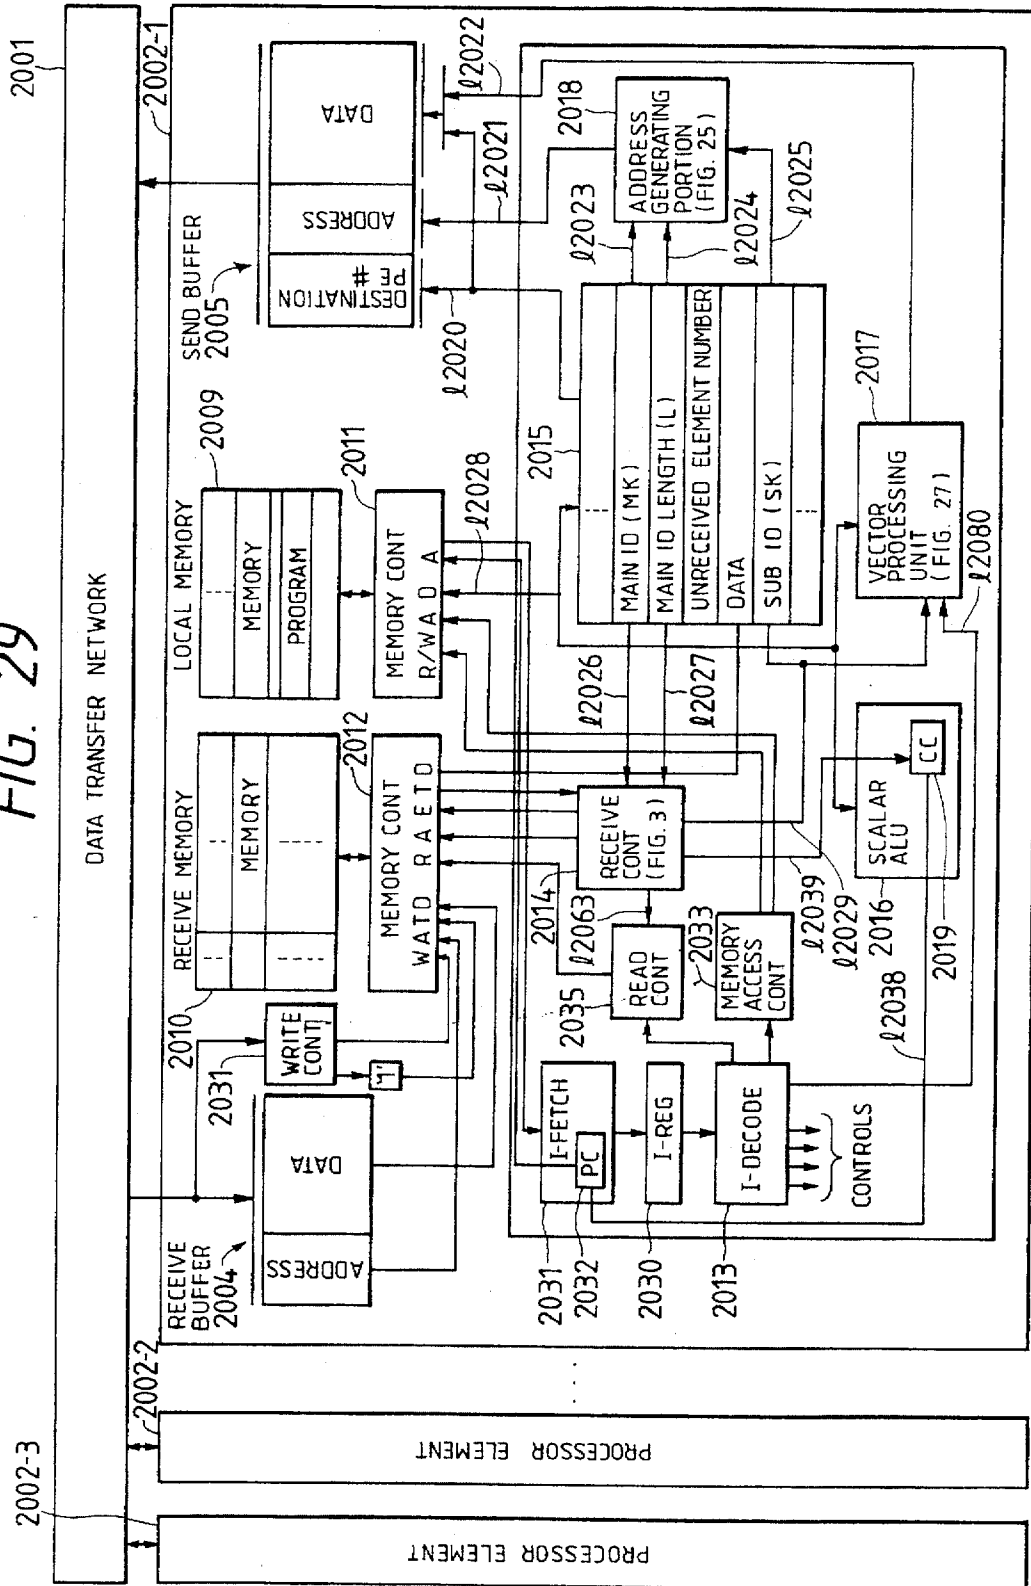 FIG. 29
DATA TRANSFER NETWORK
2001
2002-1
2002-2
2002-3
PROCESSOR ELEMENT
PROCESSOR ELEMENT
...
RECEIVE
BUFFER
2004
ADDRESS
DATA
2031
WRITE
CONT
"1"
2010
RECEIVE MEMORY
MEMORY
2012
MEMORY CONT
WATD RAETD
LOCAL MEMORY
2009
MEMORY
PROGRAM
2011
MEMORY CONT
R/WAD A
l2028
SEND BUFFER
2005
DESTINATION
PE #
ADDRESS
DATA
l2020
l2021
l2022
2031
I-FETCH
2032
PC
2030
I-REG
2013
I-DECODE
CONTROLS
2035
READ
CONT
l2063
2014
RECEIVE
CONT
(FIG. 3)
2033
MEMORY
ACCESS
CONT
l2026
l2027
2015
MAIN ID (MK)
MAIN ID LENGTH (L)
UNRECEIVED ELEMENT NUMBER
DATA
SUB ID (SK)
l2023
l2024
l2025
2018
ADDRESS
GENERATING
PORTION
(FIG. 25)
SCALAR
ALU
CC
l2039
l2029
2016
2019
l2038
2017
VECTOR
PROCESSING
UNIT
(FIG. 27)
l2080